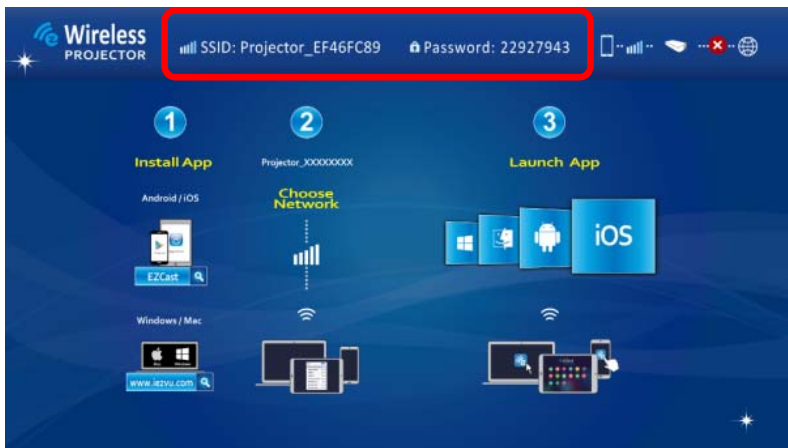 Wireless
PROJECTOR
SSID: Projector_EF46FC89
Password: 22927943
1
2
3
Install App
Projector_XXXXXXXX
Launch App
Android / iOS
Choose
Network
iOS
EZCast
Windows / Mac
www.iezvu.com